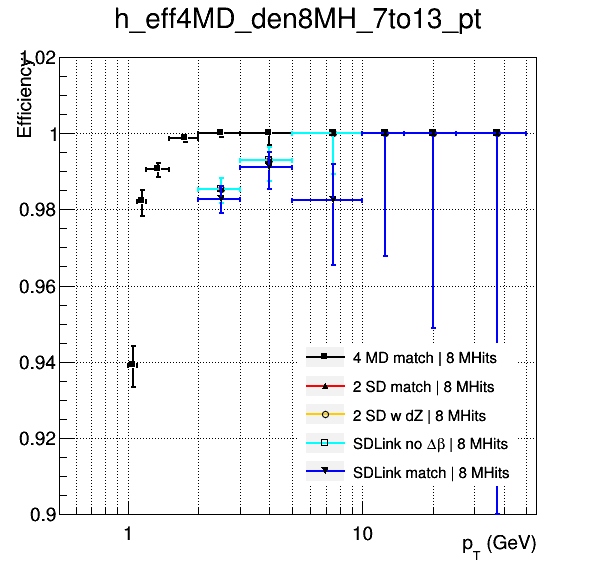 h_eff4MD_den8MH_7to13_pt
Efficiency
1.02
1
0.98
0.96
0.94
0.92
0.9
4 MD match | 8 MHits
2 SD match | 8 MHits
2 SD w dZ | 8 MHits
SDLink no Δβ | 8 MHits
SDLink match | 8 MHits
1
10
p_T (GeV)